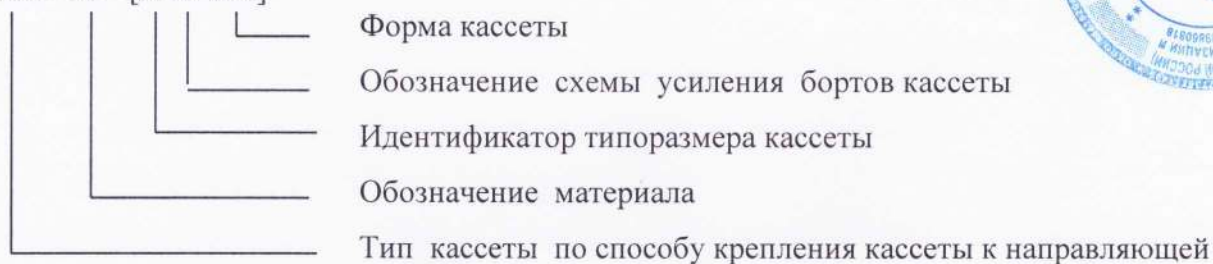 Форма кассеты
Обозначение схемы усиления бортов кассеты
Идентификатор типоразмера кассеты
Обозначение материала
Тип кассеты по способу крепления кассеты к направляющей